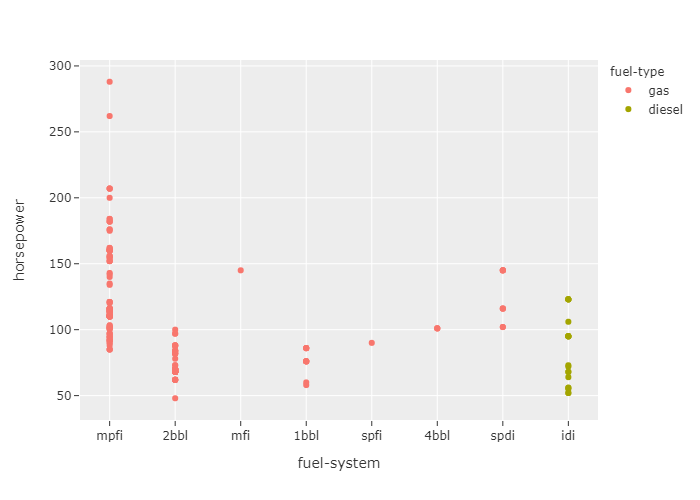 fuel-type
gas
diesel
horsepower
300
250
200
150
100
50
mpfi 2bbl mfi 1bbl spfi 4bbl spdi idi
fuel-system